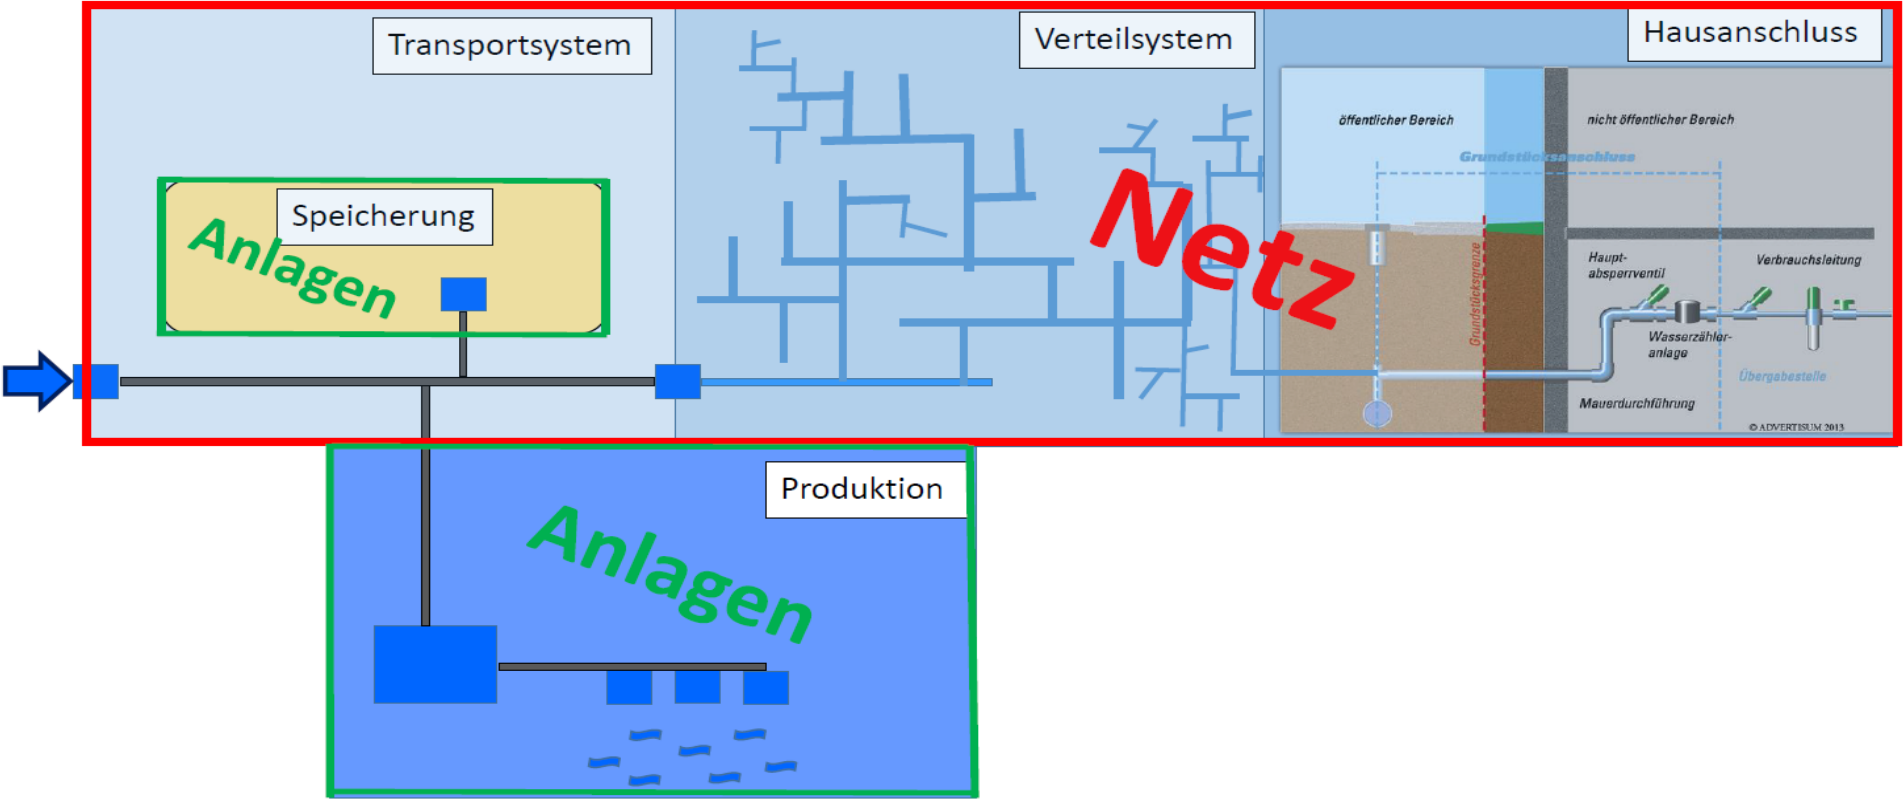 Transportsystem
Verteilsystem
Hausanschluss
öffentlicher Bereich
nicht öffentlicher Bereich
Grundstücksanschluss
Speicherung
Anlagen
Netz
Grundstücksgrenze
Haupt-
absperrventil
Verbrauchsleitung
Wasserzähler-
anlage
Übergabestelle
Mauerdurchführung
© ADVERTISUM 2013
Produktion
Anlagen